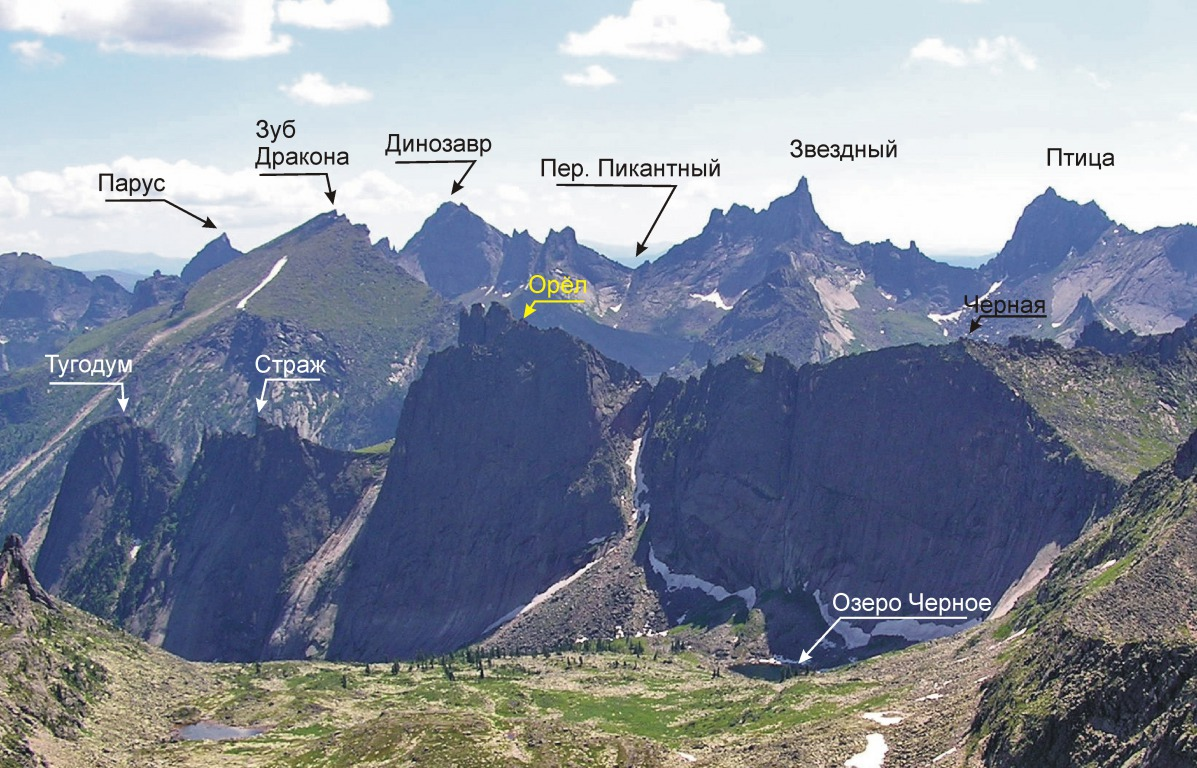 Зуб
Дракона
Динозавр
Звездный
Птица
Пер. Пикантный
Парус
Орёл
Черная
Тугодум
Страж
Озеро Черное